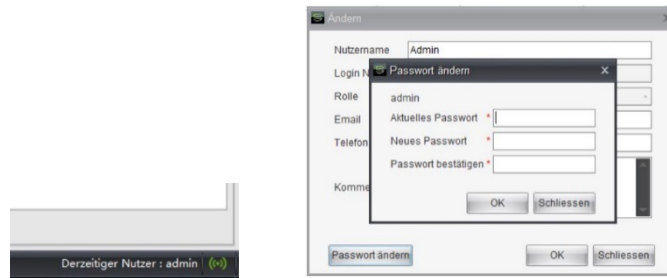 Ändern
Nutzername Admin
Login N
Passwort ändern x
Rolle
admin
Email
Aktuelles Passwort *
Telefon
Neues Passwort *
Passwort bestätigen *
Komme
OK Schliessen
Derzeitiger Nutzer : admin
Passwort ändern OK Schliessen